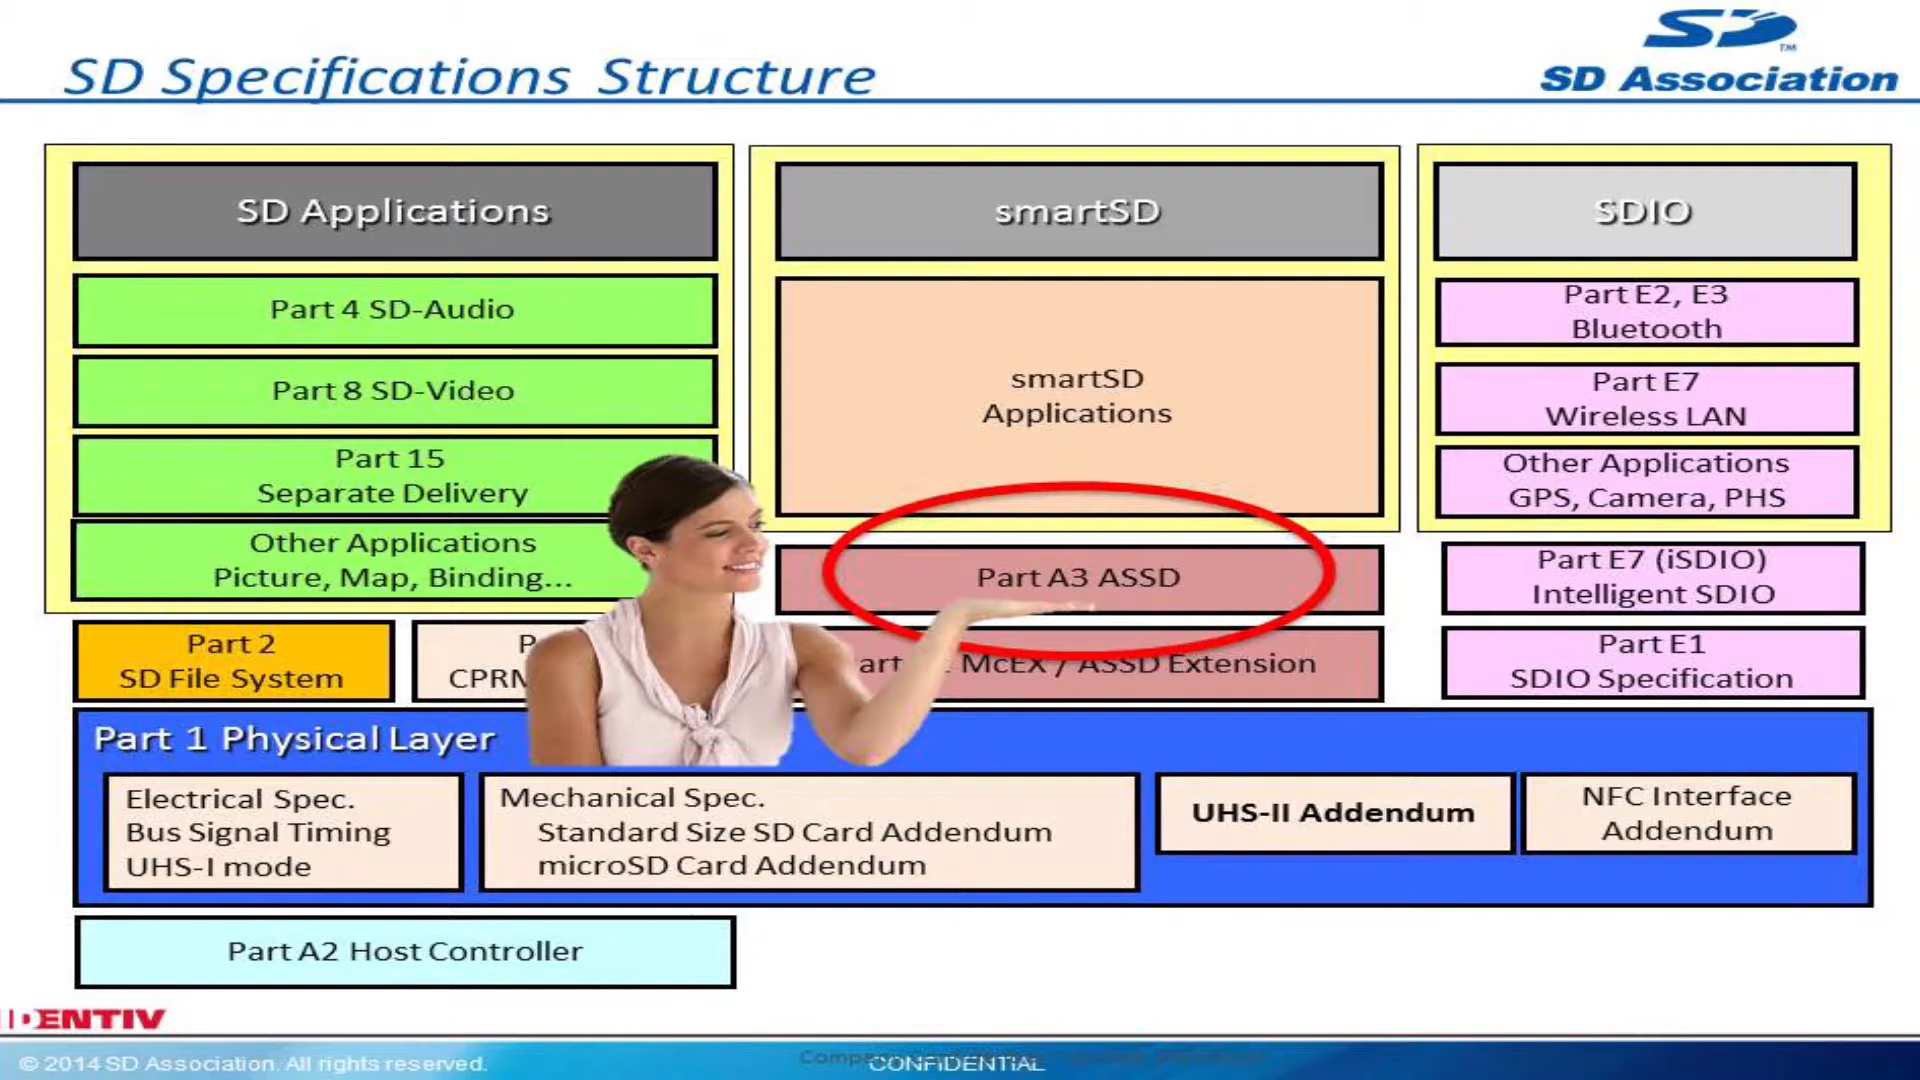 SD Specifications Structure
SD
TM
SD Association
SD Applications
Part 4 SD-Audio
Part 8 SD-Video
Part 15
Separate Delivery
Other Applications
Picture, Map, Binding...
smartSD
smartSD
Applications
Part A3 ASSD
McEX / ASSD Extension
SDIO
Part E2, E3
Bluetooth
Part E7
Wireless LAN
Other Applications
GPS, Camera, PHS
Part E7 (iSDIO)
Intelligent SDIO
Part E1
SDIO Specification
Part 2
SD File System
Part 1 Physical Layer
Electrical Spec.
Bus Signal Timing
UHS-I mode
Mechanical Spec.
Standard Size SD Card Addendum
microSD Card Addendum
UHS-II Addendum
NFC Interface
Addendum
Part A2 Host Controller
IDENTIV
© 2014 SD Association. All rights reserved.
CONFIDENTIAL